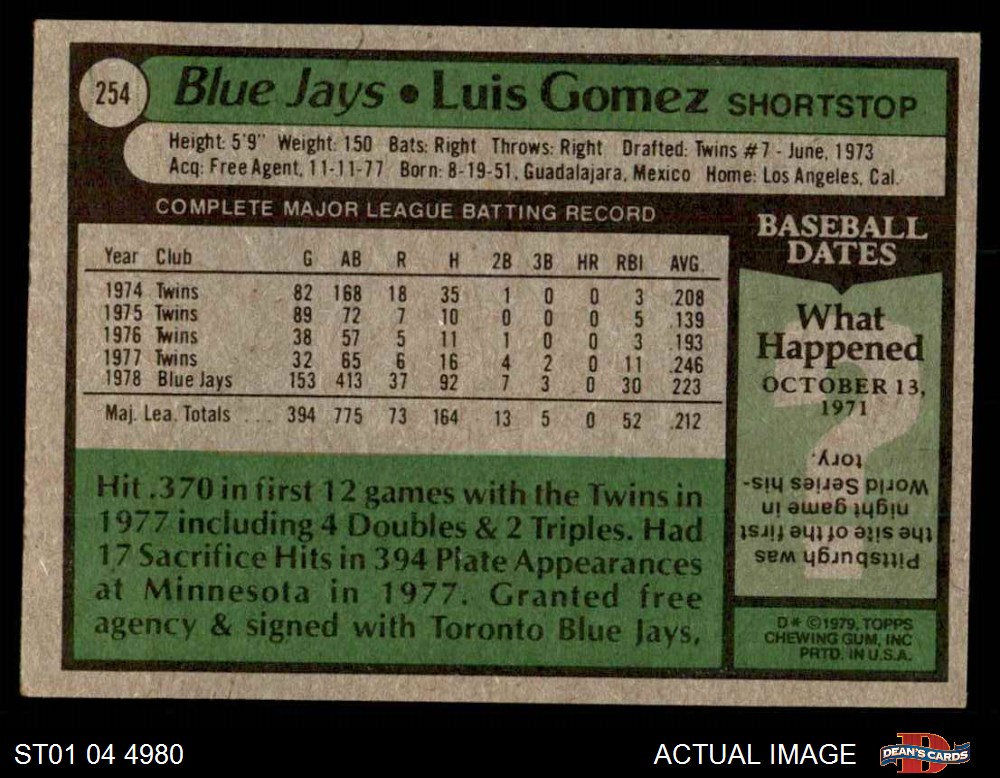 254
Blue Jays • Luis Gomez SHORTSTOP
Height: 5'9" Weight: 150 Bats: Right Throws: Right Drafted: Twins #7 - June, 1973
Acq: Free Agent, 11-11-77 Born: 8-19-51, Guadalajara, Mexico Home: Los Angeles, Cal.
COMPLETE MAJOR LEAGUE BATTING RECORD
Year Club G AB R H 2B 3B HR RBI AVG.
1974 Twins 82 168 18 35 1 0 0 3 .208
1975 Twins 89 72 7 10 0 0 0 5 .139
1976 Twins 38 57 5 11 1 0 0 3 .193
1977 Twins 32 65 6 16 4 2 0 11 .246
1978 Blue Jays 153 413 37 92 7 3 0 30 223
Maj. Lea. Totals .... 394 775 73 164 13 5 0 52 .212
Hit .370 in first 12 games with the Twins in
1977 including 4 Doubles & 2 Triples. Had
17 Sacrifice Hits in 394 Plate Appearances
at Minnesota in 1977. Granted free
agency & signed with Toronto Blue Jays,
BASEBALL
DATES
What
Happened
OCTOBER 13,
1971
Pittsburgh was
the site of the first
night game in
World Series his-
tory.
D* ©1979, TOPPS
CHEWING GUM, INC
PRTD. IN U.S.A.
ST01 04 4980
ACTUAL IMAGE
DEAN'S CARDS